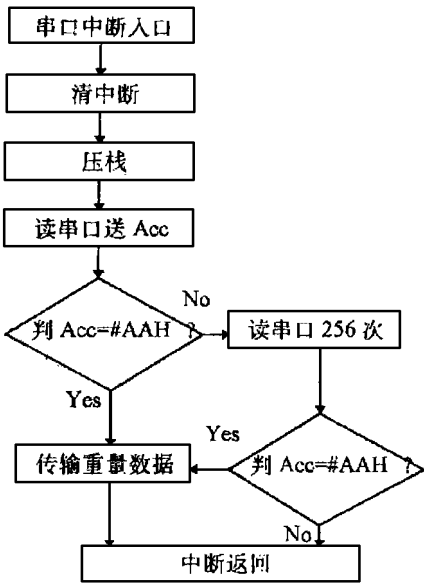 串口中断入口
清中断
压栈
读串口送 Acc
No
判 Acc=#AAH ?
读串口 256 次
Yes
Yes
传输重量数据
判 Acc=#AAH ?
No
中断返回